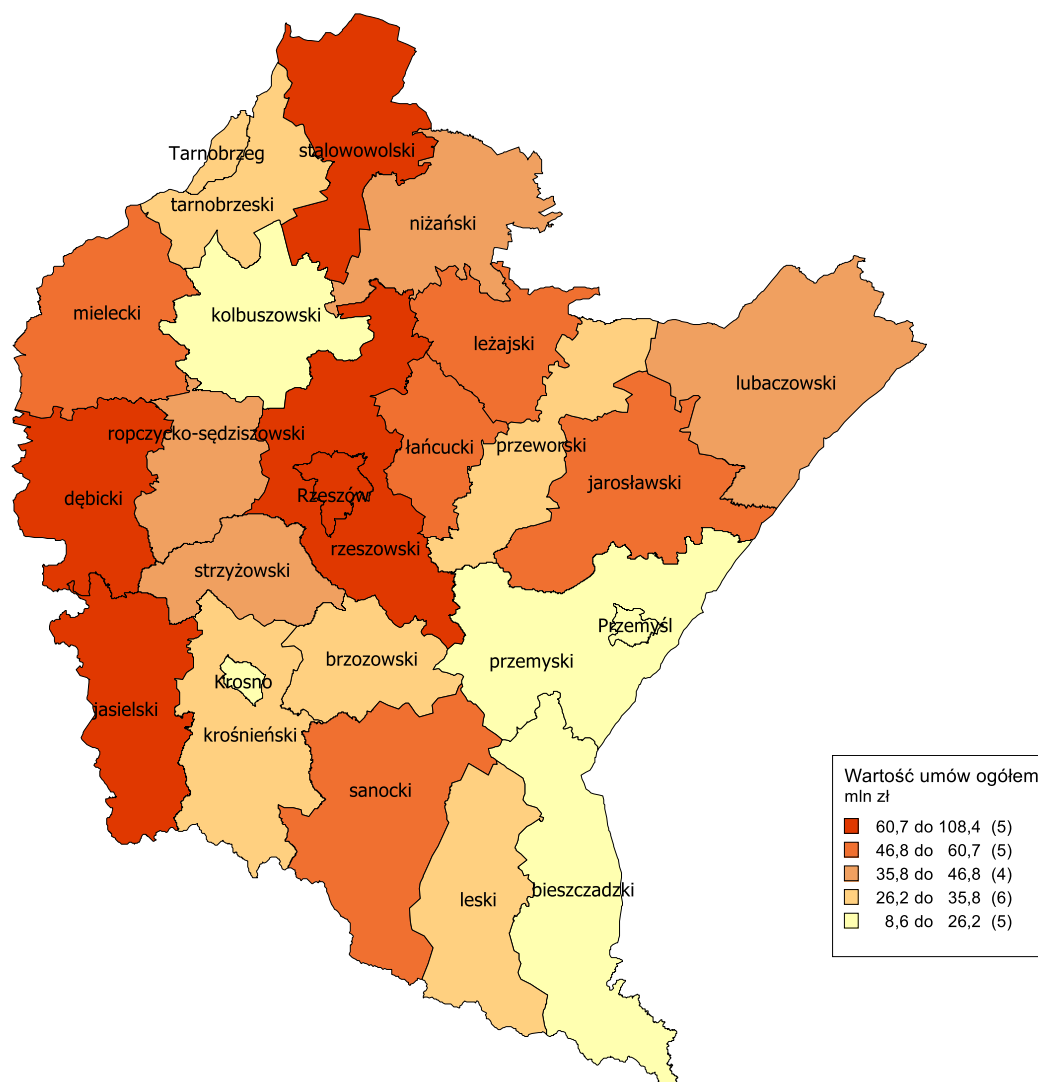 stalowowolski
Tarnobrzeg
tarnobrzeski
niżański
mielecki
kolbuszowski
leżajski
lubaczowski
ropczycko-sędziszowski
łańcucki
przeworski
jarosławski
dębicki
Rzeszów
rzeszowski
strzyżowski
Przemyśl
brzozowski
przemyski
Krosno
jasielski
krośnieński
sanocki
bieszczadzki
leski
Wartość umów ogółem
mln zł
60,7 do 108,4 (5)
46,8 do 60,7 (5)
35,8 do 46,8 (4)
26,2 do 35,8 (6)
8,6 do 26,2 (5)